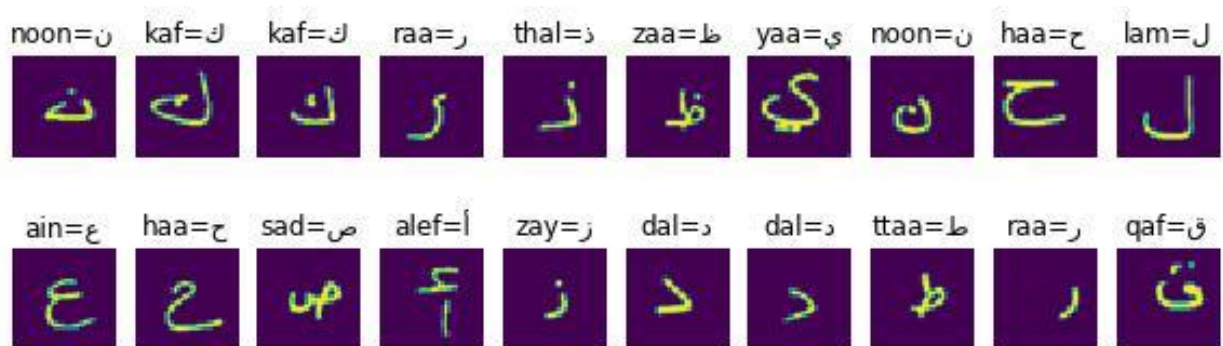 noon=ن kaf=ك kaf=ك raa=ر thal=ذ zaa=ظ yaa=ي noon=ن haa=ح lam=ل
ن ك ك ر ذ ظ ي ن ح ل
ain=ع haa=ح sad=ص alef=أ zay=ز dal=د dal=د ttaa=ط raa=ر qaf=ق
ع ح ص أ ز د د ط ر ق